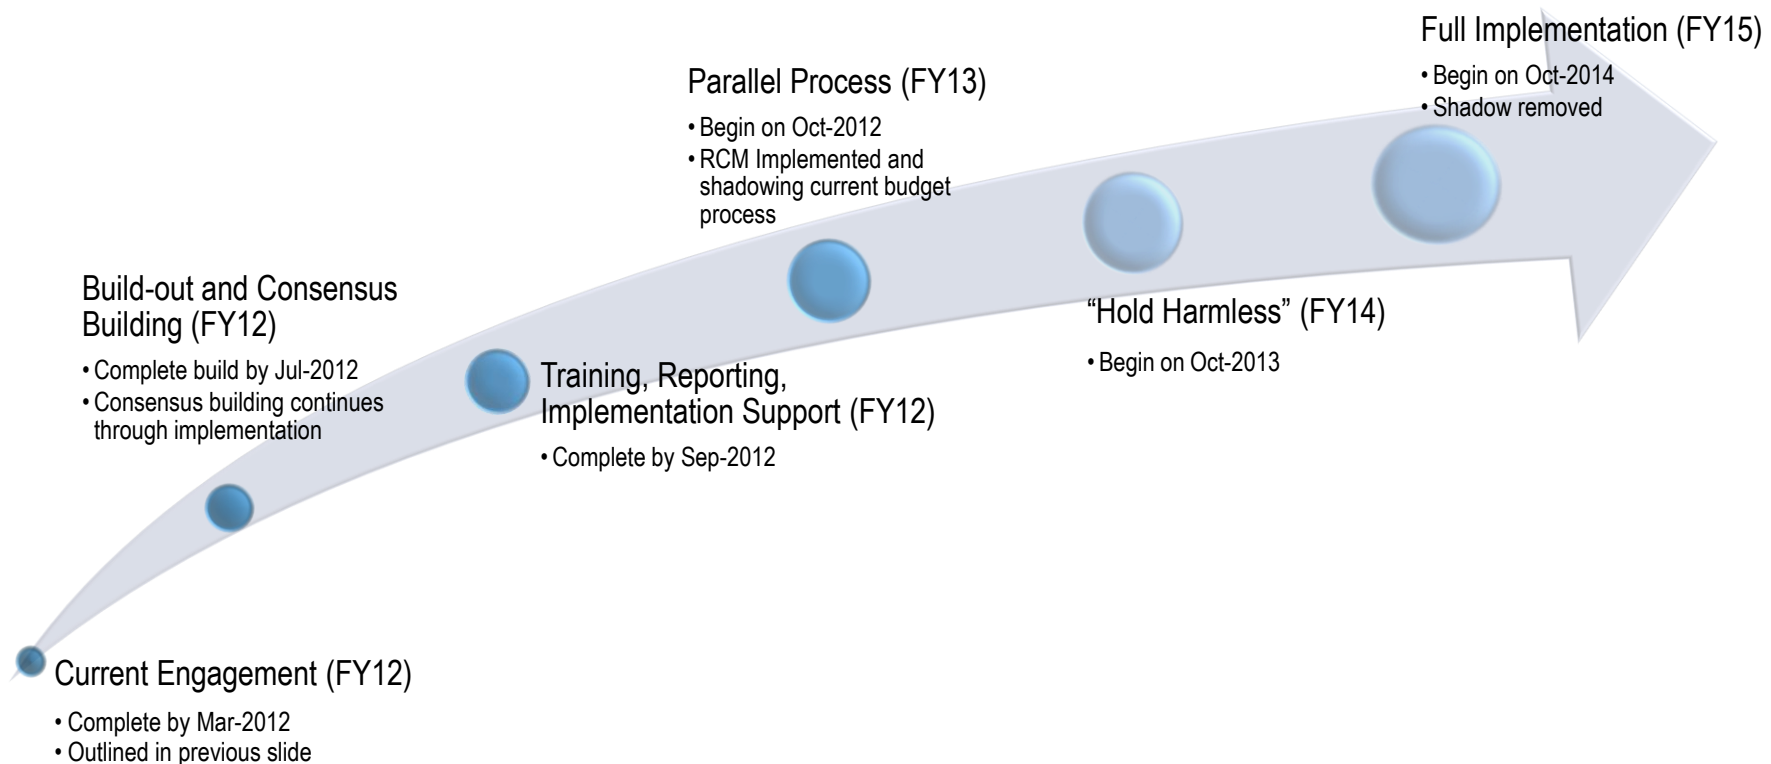 Full Implementation (FY15)
• Begin on Oct-2014
• Shadow removed
Parallel Process (FY13)
• Begin on Oct-2012
• RCM Implemented and
shadowing current budget
process
Build-out and Consensus
Building (FY12)
• Complete build by Jul-2012
• Consensus building continues
through implementation
“Hold Harmless” (FY14)
• Begin on Oct-2013
Training, Reporting,
Implementation Support (FY12)
• Complete by Sep-2012
Current Engagement (FY12)
• Complete by Mar-2012
• Outlined in previous slide